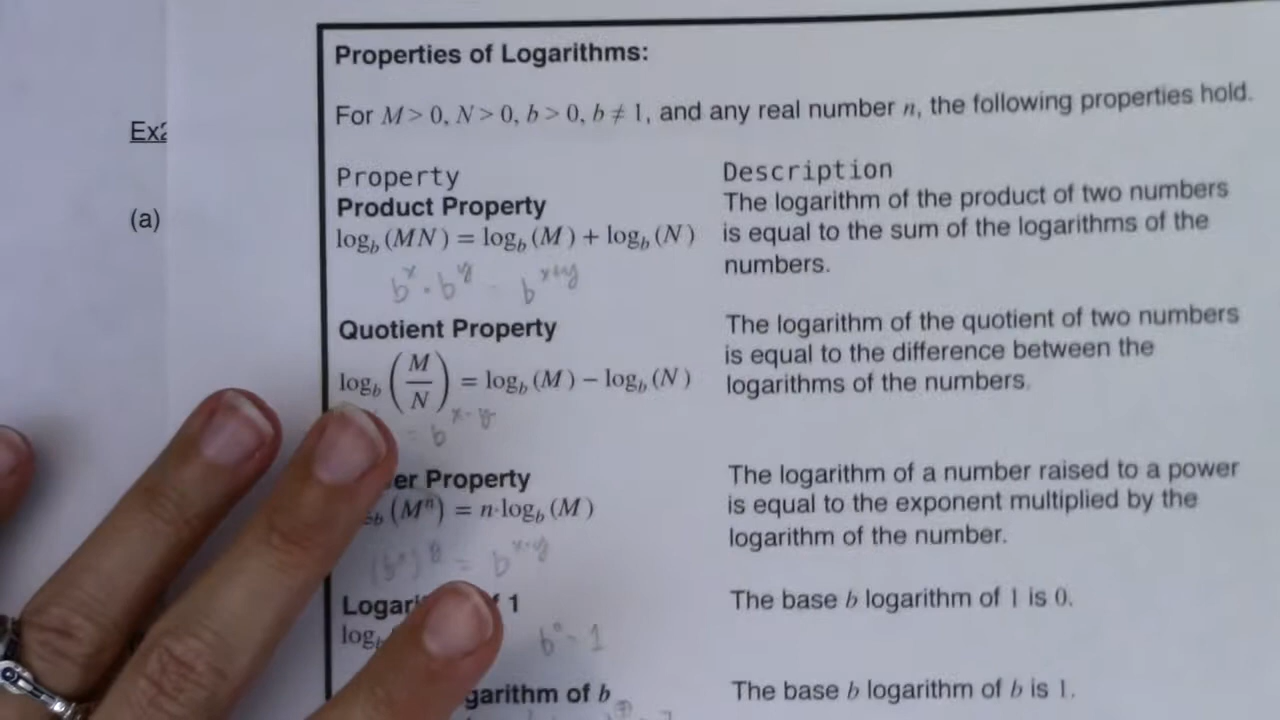 Properties of Logarithms:
For M > 0, N > 0, b > 0, b ≠ 1, and any real number n, the following properties hold.
Ex2
Property
Description
Product Property
The logarithm of the product of two numbers
(a)
log_b (MN) = log_b (M) + log_b (N)
is equal to the sum of the logarithms of the
numbers.
b^x · b^y = b^{x+y}
Quotient Property
The logarithm of the quotient of two numbers
is equal to the difference between the
log_b (M/N) = log_b (M) − log_b (N)
logarithms of the numbers.
= b^{x-y}
er Property
The logarithm of a number raised to a power
(M^n) = n·log_b (M)
is equal to the exponent multiplied by the
logarithm of the number.
(b^x)^y = b^{x·y}
Logari
1
The base b logarithm of 1 is 0.
log_b
b^0 = 1
garithm of b
The base b logarithm of b is 1.